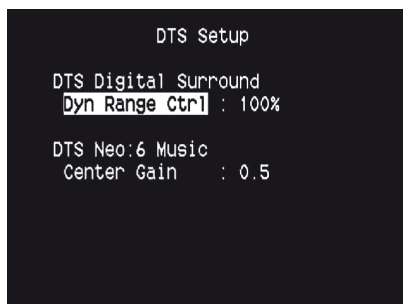 DTS Setup
DTS Digital Surround
Dyn Range Ctrl : 100%
DTS Neo:6 Music
Center Gain : 0.5